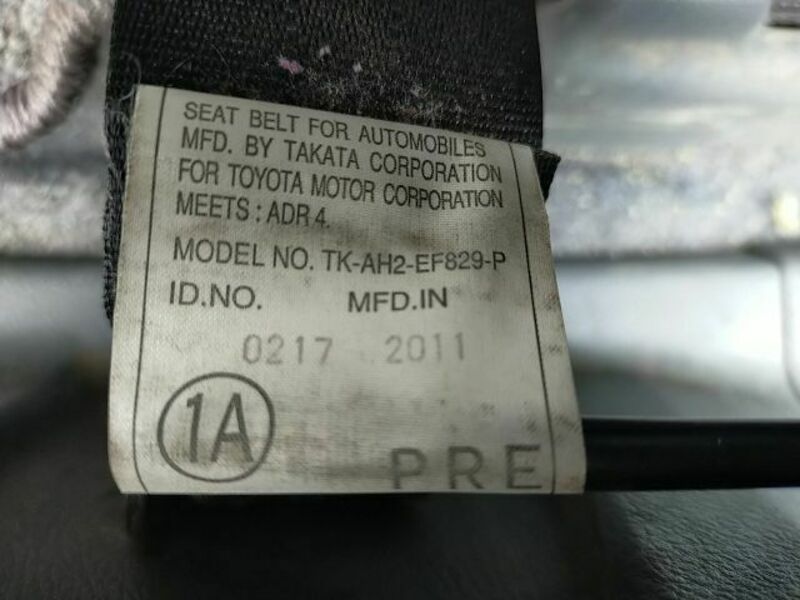 SEAT BELT FOR AUTOMOBILES
MFD. BY TAKATA CORPORATION
FOR TOYOTA MOTOR CORPORATION
MEETS : ADR 4.
MODEL NO. TK-AH2-EF829-P
ID.NO. MFD.IN
0217 2011
1A
PRE